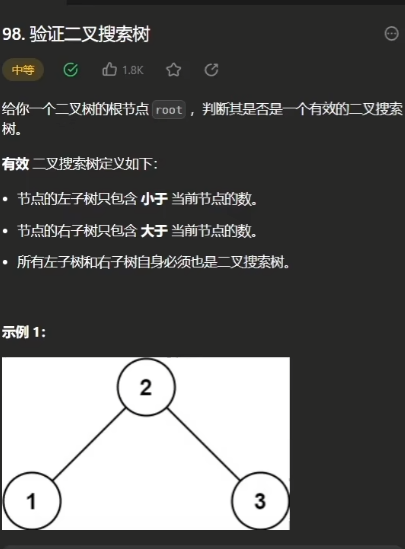 98. 验证二叉搜索树
中等 1.8K
给你一个二叉树的根节点 root ，判断其是否是一个有效的二叉搜索
树。
有效 二叉搜索树定义如下：
• 节点的左子树只包含 小于 当前节点的数。
• 节点的右子树只包含 大于 当前节点的数。
• 所有左子树和右子树自身必须也是二叉搜索树。
示例 1：
2
1 3